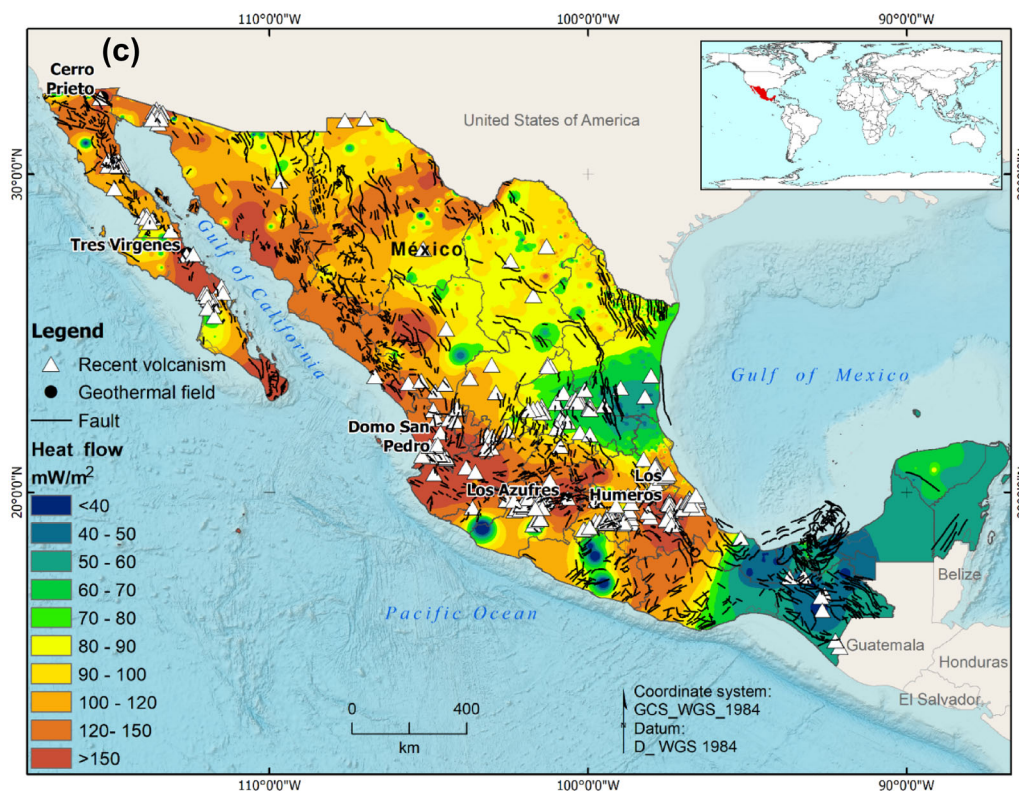 110°0'0"W
100°0'0"W
90°0'0"W
(c)
Cerro
Prieto
United States of America
30°0'0"N
Tres Virgenes
México
Gulf of California
Legend
Recent volcanism
Geothermal field
Fault
Gulf of Mexico
Domo San
Pedro
Heat flow
mW/m²
Los Azufres
Los
Humeros
20°0'0"N
<40
40 - 50
50 - 60
60 - 70
70 - 80
80 - 90
90 - 100
100 - 120
120- 150
>150
Belize
Pacific Ocean
Guatemala
Honduras
El Salvador
0
400
km
Coordinate system:
GCS_WGS_1984
Datum:
D_ WGS 1984
110°0'0"W
100°0'0"W
90°0'0"W